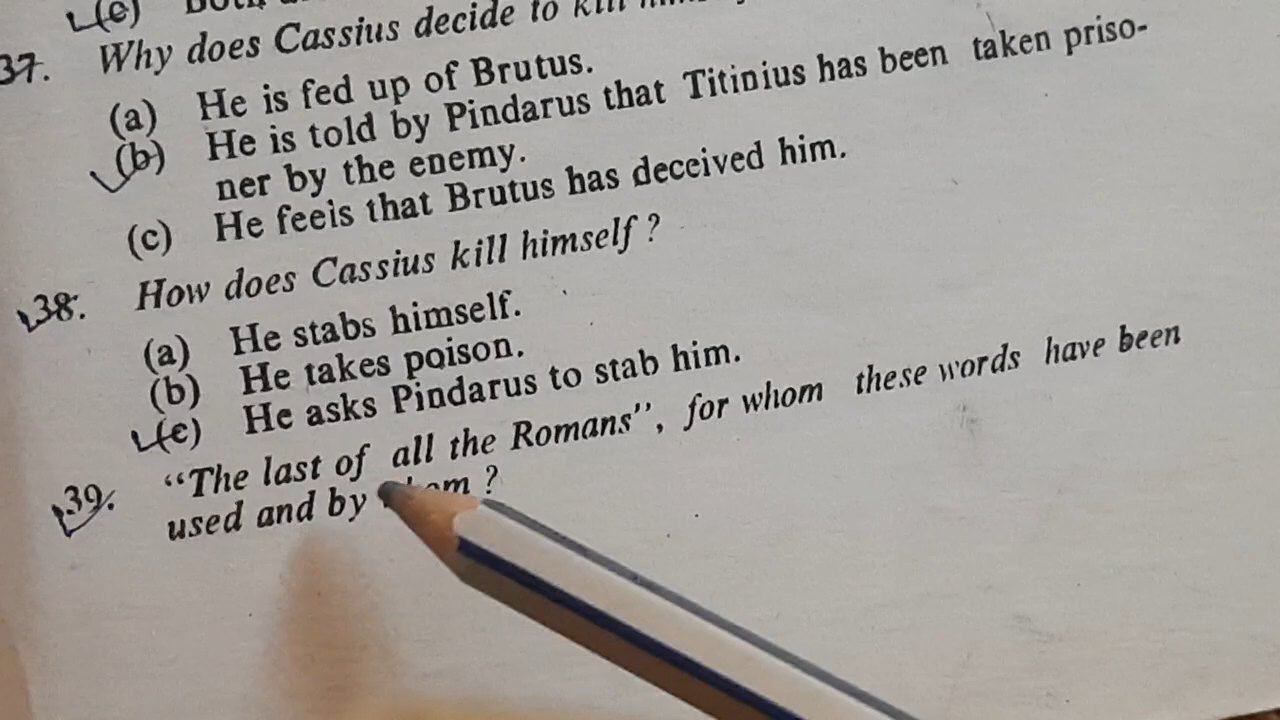 (c)
37. Why does Cassius decide to kill
(a) He is fed up of Brutus.
(b) He is told by Pindarus that Titinius has been taken priso-
ner by the enemy.
(c) He feels that Brutus has deceived him.
38. How does Cassius kill himself ?
(a) He stabs himself.
(b) He takes poison.
(c) He asks Pindarus to stab him.
39. “The last of all the Romans”, for whom these words have been
used and by whom ?